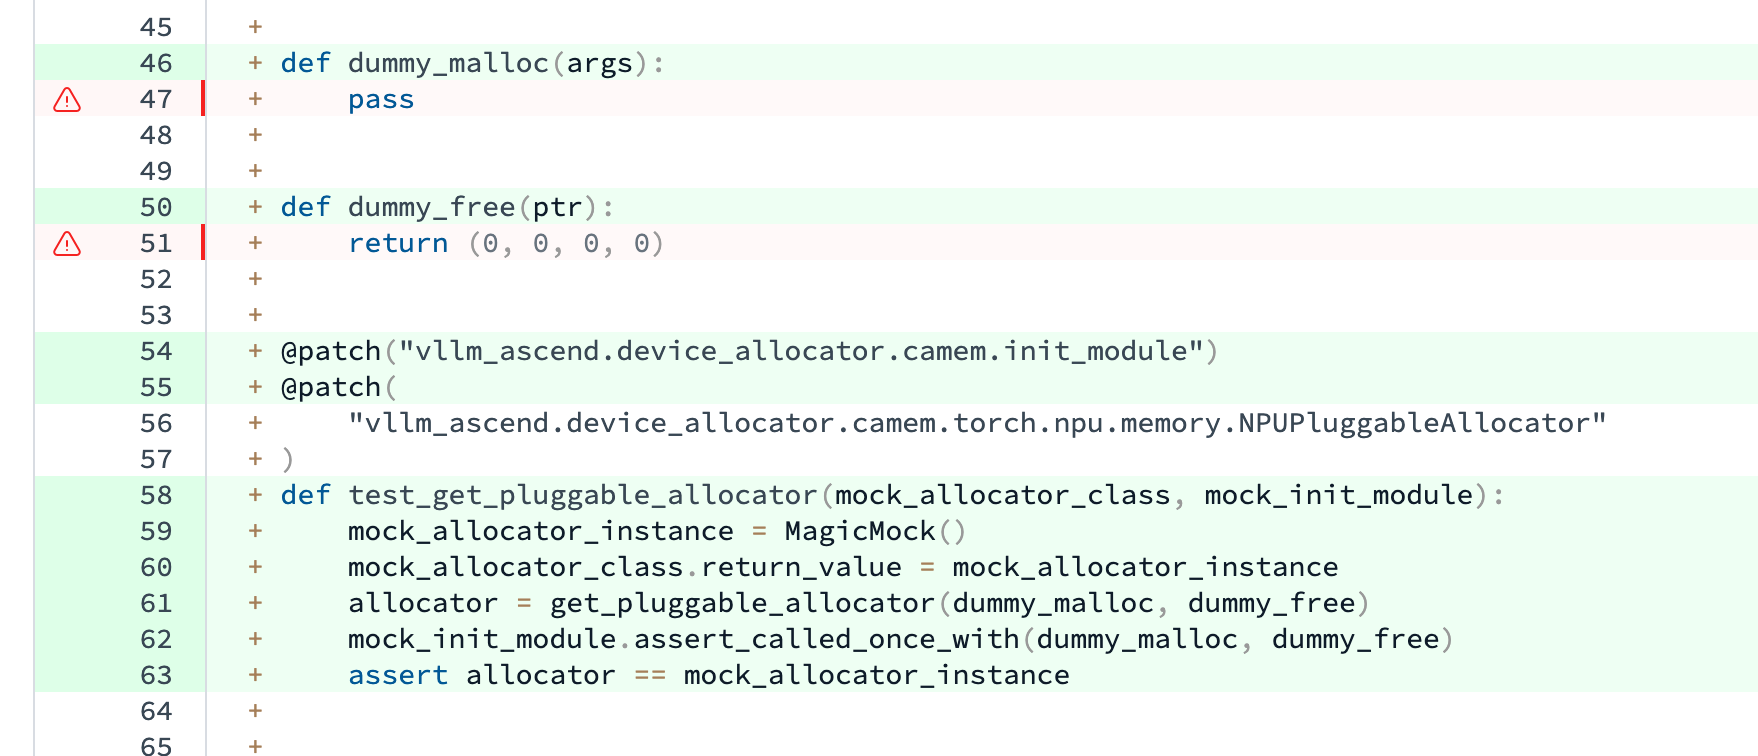 45 +
46 + def dummy_malloc(args):
47 +     pass
48 +
49 +
50 + def dummy_free(ptr):
51 +     return (0, 0, 0, 0)
52 +
53 +
54 + @patch("vllm_ascend.device_allocator.camem.init_module")
55 + @patch(
56 +     "vllm_ascend.device_allocator.camem.torch.npu.memory.NPUPluggableAllocator"
57 + )
58 + def test_get_pluggable_allocator(mock_allocator_class, mock_init_module):
59 +     mock_allocator_instance = MagicMock()
60 +     mock_allocator_class.return_value = mock_allocator_instance
61 +     allocator = get_pluggable_allocator(dummy_malloc, dummy_free)
62 +     mock_init_module.assert_called_once_with(dummy_malloc, dummy_free)
63 +     assert allocator == mock_allocator_instance
64 +
65 +